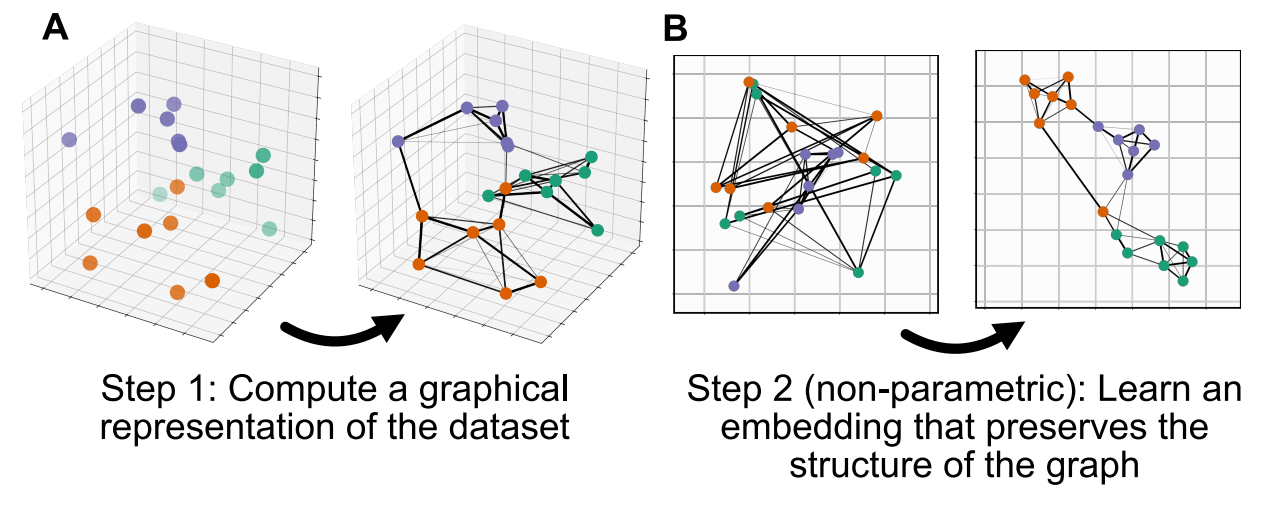 A
B
Step 1: Compute a graphical
representation of the dataset
Step 2 (non-parametric): Learn an
embedding that preserves the
structure of the graph